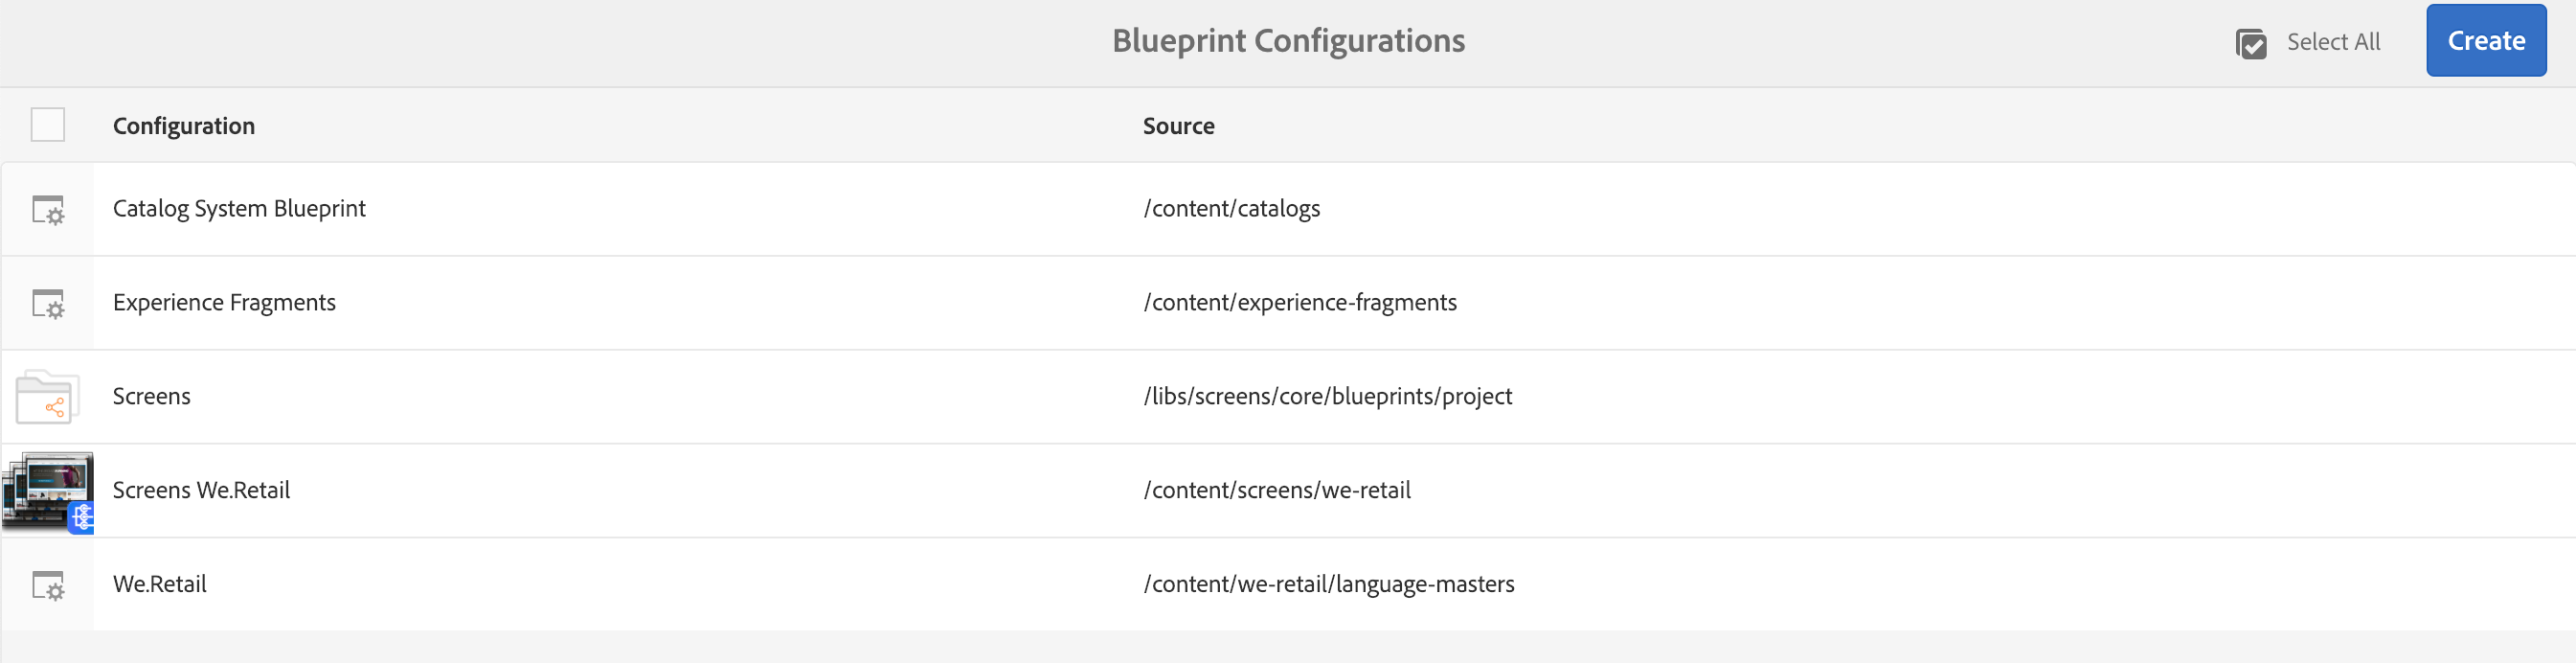 Blueprint Configurations
Select All
Create
Configuration Source
Catalog System Blueprint /content/catalogs
Experience Fragments /content/experience-fragments
Screens /libs/screens/core/blueprints/project
Screens We.Retail /content/screens/we-retail
We.Retail /content/we-retail/language-masters